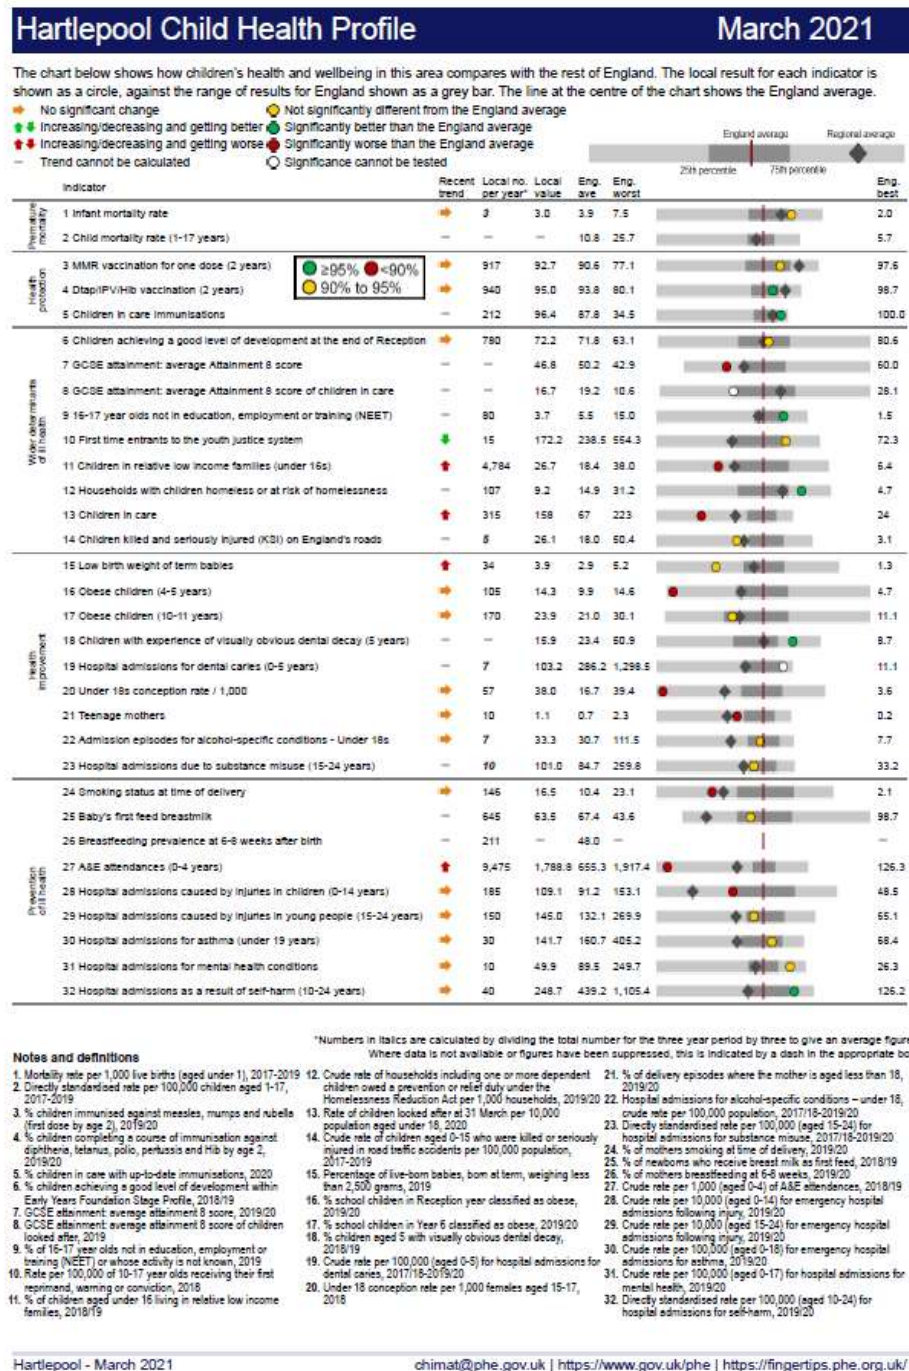 Hartlepool Child Health Profile March 2021
The chart below shows how children's health and wellbeing in this area compares with the rest of England. The local result for each indicator is
shown as a circle, against the range of results for England shown as a grey bar. The line at the centre of the chart shows the England average.
No significant change Not significantly different from the England average
Increasing/decreasing and getting better Significantly better than the England average
Increasing/decreasing and getting worse Significantly worse than the England average
– Trend cannot be calculated Significance cannot be tested
England average Regional average
25th percentile 75th percentile
Indicator Recent trend Local no. per year* Local value Eng. ave Eng. worst Eng. best
Premature mortality
1 Infant mortality rate 3 3.0 3.9 7.5 2.0
2 Child mortality rate (1-17 years) – – – 10.8 25.7 5.7
Health protection
≥95% <90%
90% to 95%
3 MMR vaccination for one dose (2 years) 917 92.7 90.6 77.1 97.6
4 Dtap/IPV/Hib vaccination (2 years) 940 95.0 93.8 80.1 98.7
5 Children in care immunisations – 212 96.4 87.8 34.5 100.0
Wider determinants of ill health
6 Children achieving a good level of development at the end of Reception 780 72.2 71.8 63.1 80.6
7 GCSE attainment: average Attainment 8 score – – 46.8 50.2 42.9 60.0
8 GCSE attainment: average Attainment 8 score of children in care – – 16.7 19.2 10.6 28.1
9 16-17 year olds not in education, employment or training (NEET) – 80 3.7 5.5 15.0 1.5
10 First time entrants to the youth justice system 15 172.2 238.5 554.3 72.3
11 Children in relative low income families (under 16s) 4,784 26.7 18.4 38.0 6.4
12 Households with children homeless or at risk of homelessness – 107 9.2 14.9 31.2 4.7
13 Children in care 315 158 67 223 24
14 Children killed and seriously injured (KSI) on England's roads – 5 26.1 18.0 50.4 3.1
Health improvement
15 Low birth weight of term babies 34 3.9 2.9 5.2 1.3
16 Obese children (4-5 years) 105 14.3 9.9 14.6 4.7
17 Obese children (10-11 years) 170 23.9 21.0 30.1 11.1
18 Children with experience of visually obvious dental decay (5 years) – – 15.9 23.4 50.9 8.7
19 Hospital admissions for dental caries (0-5 years) – 7 103.2 286.2 1,298.5 11.1
20 Under 18s conception rate / 1,000 57 38.0 16.7 39.4 3.6
21 Teenage mothers 10 1.1 0.7 2.3 0.2
22 Admission episodes for alcohol-specific conditions - Under 18s 7 33.3 30.7 111.5 7.7
23 Hospital admissions due to substance misuse (15-24 years) – 10 101.0 84.7 259.8 33.2
Prevention of ill health
24 Smoking status at time of delivery 146 16.5 10.4 23.1 2.1
25 Baby's first feed breastmilk – 645 63.5 67.4 43.6 98.7
26 Breastfeeding prevalence at 6-8 weeks after birth – 211 – 48.0 – –
27 A&E attendances (0-4 years) 9,475 1,788.8 655.3 1,917.4 126.3
28 Hospital admissions caused by injuries in children (0-14 years) 185 109.1 91.2 153.1 48.5
29 Hospital admissions caused by injuries in young people (15-24 years) 150 145.0 132.1 269.9 65.1
30 Hospital admissions for asthma (under 19 years) 30 141.7 160.7 405.2 68.4
31 Hospital admissions for mental health conditions 10 49.9 89.5 249.7 26.3
32 Hospital admissions as a result of self-harm (10-24 years) 40 248.7 439.2 1,105.4 126.2
*Numbers in italics are calculated by dividing the total number for the three year period by three to give an average figur
Where data is not available or figures have been suppressed, this is indicated by a dash in the appropriate bo
Notes and definitions
1. Mortality rate per 1,000 live births (aged under 1), 2017-2019
2. Directly standardised rate per 100,000 children aged 1-17,
2017-2019
3. % children immunised against measles, mumps and rubella
(first dose by age 2), 2019/20
4. % children completing a course of immunisation against
diphtheria, tetanus, polio, pertussis and Hib by age 2,
2019/20
5. % children in care with up-to-date immunisations, 2020
6. % children achieving a good level of development within
Early Years Foundation Stage Profile, 2018/19
7. GCSE attainment: average attainment 8 score, 2019/20
8. GCSE attainment: average attainment 8 score of children
looked after, 2019
9. % of 16-17 year olds not in education, employment or
training (NEET) or whose activity is not known, 2019
10. Rate per 100,000 of 10-17 year olds receiving their first
reprimand, warning or conviction, 2018
11. % of children aged under 16 living in relative low income
families, 2018/19
12. Crude rate of households including one or more dependent
children owed a prevention or relief duty under the
Homelessness Reduction Act per 1,000 households, 2019/20
13. Rate of children looked after at 31 March per 10,000
population aged under 18, 2020
14. Crude rate of children aged 0-15 who were killed or seriously
injured in road traffic accidents per 100,000 population,
2017-2019
15. Percentage of live-born babies, born at term, weighing less
than 2,500 grams, 2019
16. % school children in Reception year classified as obese,
2019/20
17. % school children in Year 6 classified as obese, 2019/20
18. % children aged 5 with visually obvious dental decay,
2018/19
19. Crude rate per 100,000 (aged 0-5) for hospital admissions for
dental caries, 2017/18-2019/20
20. Under 18 conception rate per 1,000 females aged 15-17,
2018
21. % of delivery episodes where the mother is aged less than 18,
2019/20
22. Hospital admissions for alcohol-specific conditions – under 18,
crude rate per 100,000 population, 2017/18-2019/20
23. Directly standardised rate per 100,000 (aged 15-24) for
hospital admissions for substance misuse, 2017/18-2019/20
24. % of mothers smoking at time of delivery, 2019/20
25. % of newborns who receive breast milk as first feed, 2018/19
26. % of mothers breastfeeding at 6-8 weeks, 2019/20
27. Crude rate per 1,000 (aged 0-4) of A&E attendances, 2018/19
28. Crude rate per 10,000 (aged 0-14) for emergency hospital
admissions following injury, 2019/20
29. Crude rate per 10,000 (aged 15-24) for emergency hospital
admissions following injury, 2019/20
30. Crude rate per 100,000 (aged 0-18) for emergency hospital
admissions for asthma, 2019/20
31. Crude rate per 100,000 (aged 0-17) for hospital admissions for
mental health, 2019/20
32. Directly standardised rate per 100,000 (aged 10-24) for
hospital admissions for self-harm, 2019/20
Hartlepool - March 2021 chimat@phe.gov.uk | https://www.gov.uk/phe | https://fingertips.phe.org.uk/